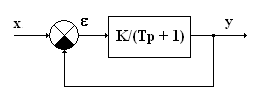 x ε K/(Tp + 1) y